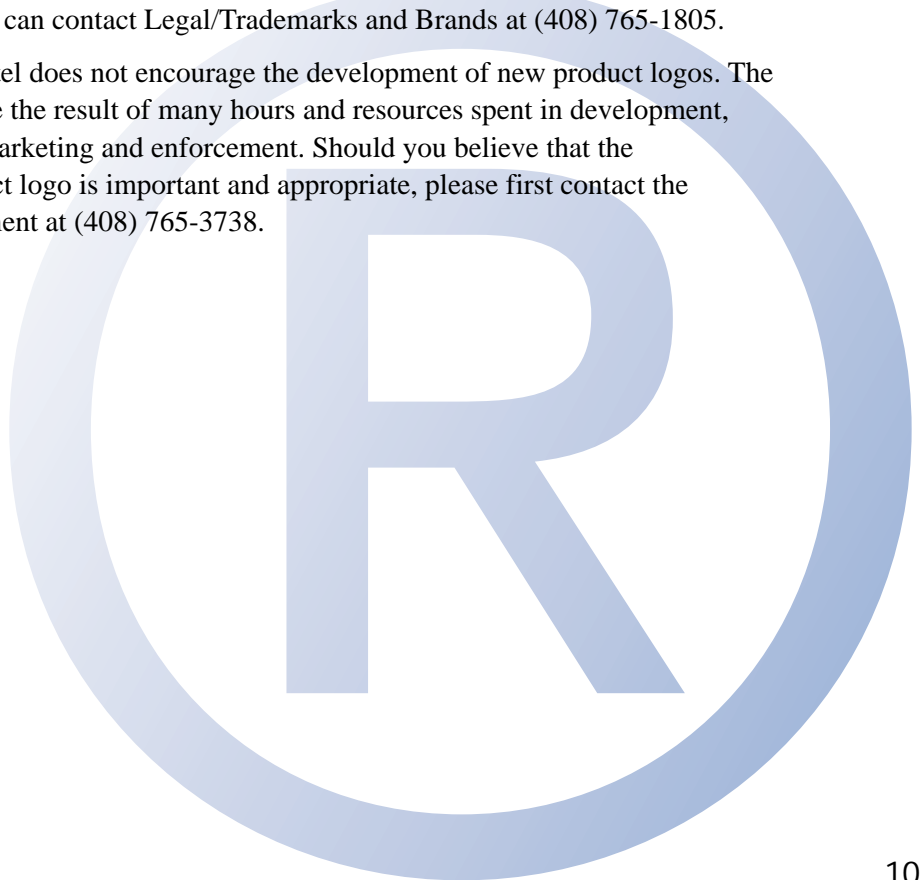 can contact Legal/Trademarks and Brands at (408) 765-1805.
tel does not encourage the development of new product logos. The
e the result of many hours and resources spent in development,
arketing and enforcement. Should you believe that the
ct logo is important and appropriate, please first contact the
ent at (408) 765-3738.
R
10